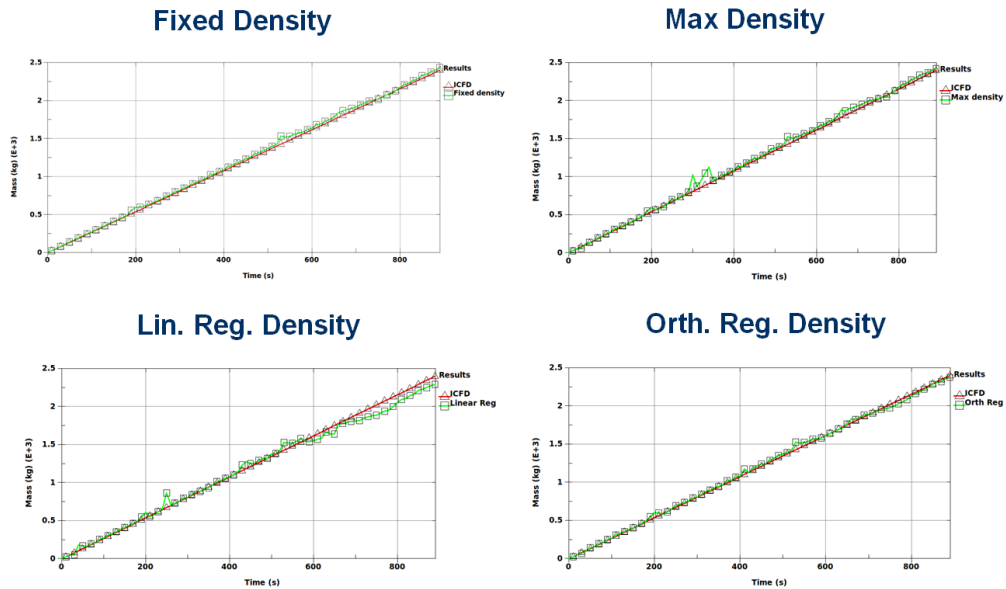 Fixed Density
Max Density
2.5
2
1.5
1
0.5
0
Mass (kg) (E+3)
0
200
400
600
800
Time (s)
Results
ICFD
Fixed density
2.5
2
1.5
1
0.5
0
Mass (kg) (E+3)
0
200
400
600
800
Time (s)
Results
ICFD
Max density
Lin. Reg. Density
Orth. Reg. Density
2.5
2
1.5
1
0.5
0
Mass (kg) (E+3)
0
200
400
600
800
Time (s)
Results
ICFD
Linear Reg
2.5
2
1.5
1
0.5
0
Mass (kg) (E+3)
0
200
400
600
800
Time (s)
Results
ICFD
Orth Reg